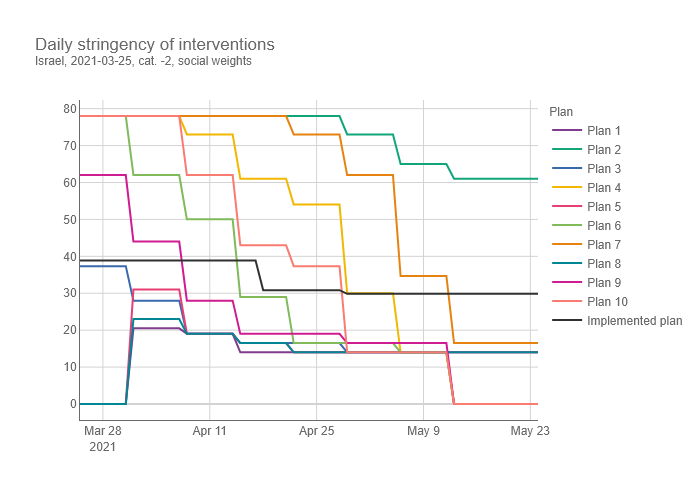 Daily stringency of interventions
Israel, 2021-03-25, cat. -2, social weights
80
70
60
50
40
30
20
10
0
Mar 28
2021
Apr 11
Apr 25
May 9
May 23
Plan
Plan 1
Plan 2
Plan 3
Plan 4
Plan 5
Plan 6
Plan 7
Plan 8
Plan 9
Plan 10
Implemented plan